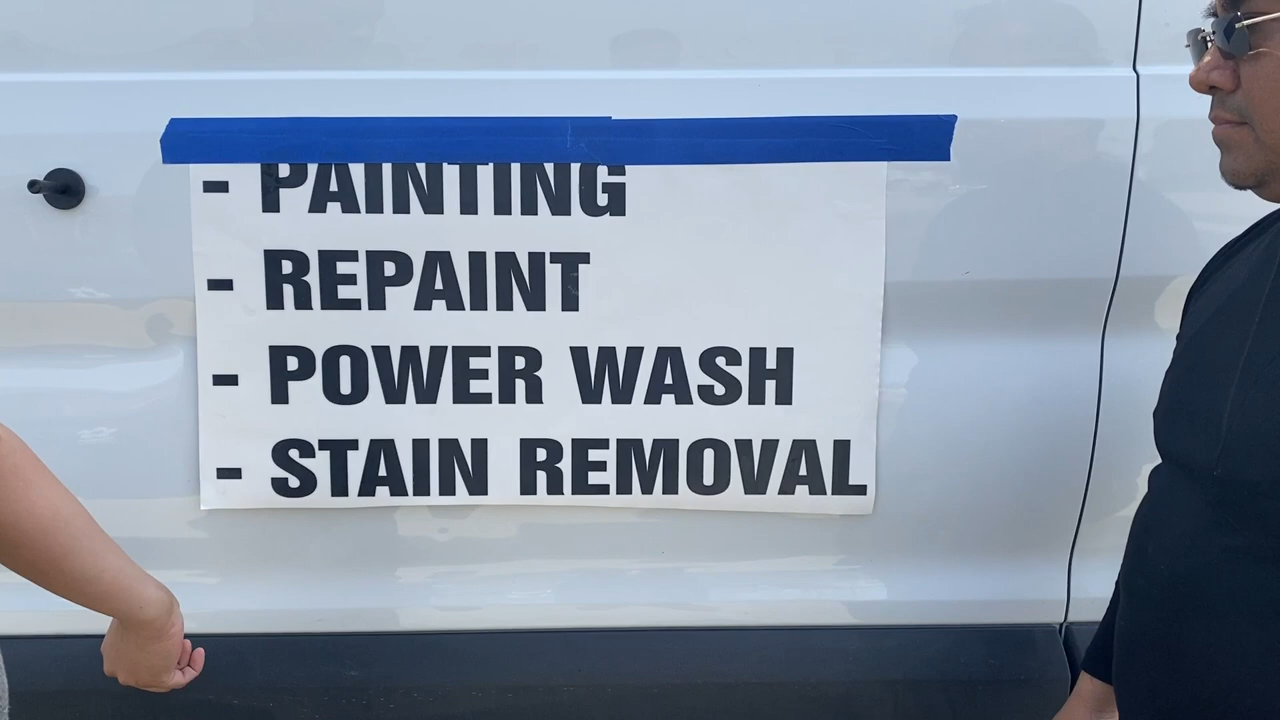 - PAINTING
- REPAINT
- POWER WASH
- STAIN REMOVAL